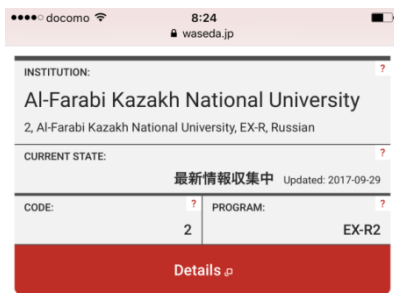 docomo 8:24
waseda.jp
INSTITUTION: ?
Al-Farabi Kazakh National University
2, Al-Farabi Kazakh National University, EX-R, Russian
CURRENT STATE: ?
最新情報収集中 Updated: 2017-09-29
CODE: ? PROGRAM: ?
2 EX-R2
Details